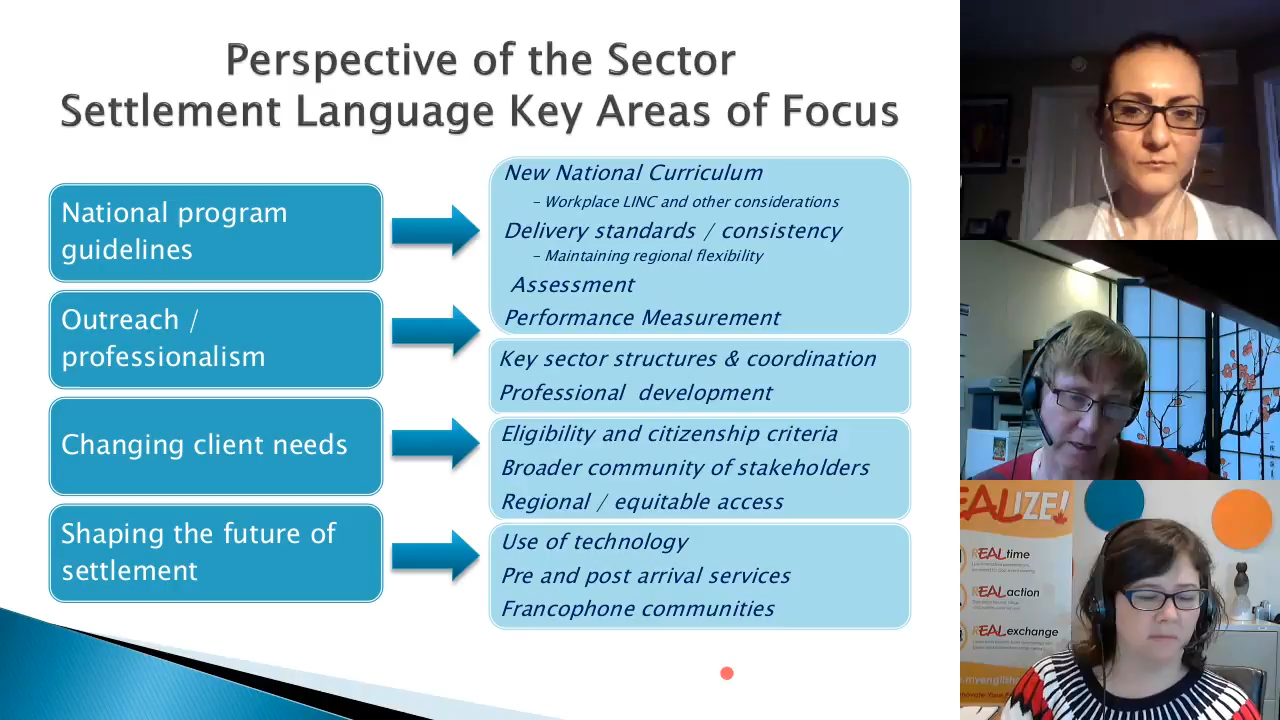 Perspective of the Sector
Settlement Language Key Areas of Focus
National program
guidelines
New National Curriculum
– Workplace LINC and other considerations
Delivery standards / consistency
– Maintaining regional flexibility
Assessment
Performance Measurement
Outreach /
professionalism
Key sector structures & coordination
Professional development
Changing client needs
Eligibility and citizenship criteria
Broader community of stakeholders
Regional / equitable access
Shaping the future of
settlement
Use of technology
Pre and post arrival services
Francophone communities
EALIZE!
REALtime
REALaction
REALexchange